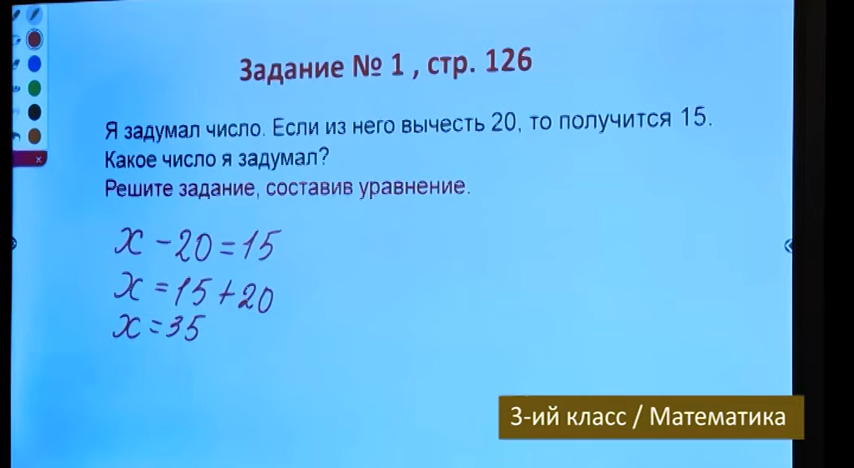 Задание № 1 , стр. 126
Я задумал число. Если из него вычесть 20, то получится 15.
Какое число я задумал?
Решите задание, составив уравнение.
x - 20 = 15
x = 15 + 20
x = 35
3-ий класс / Математика